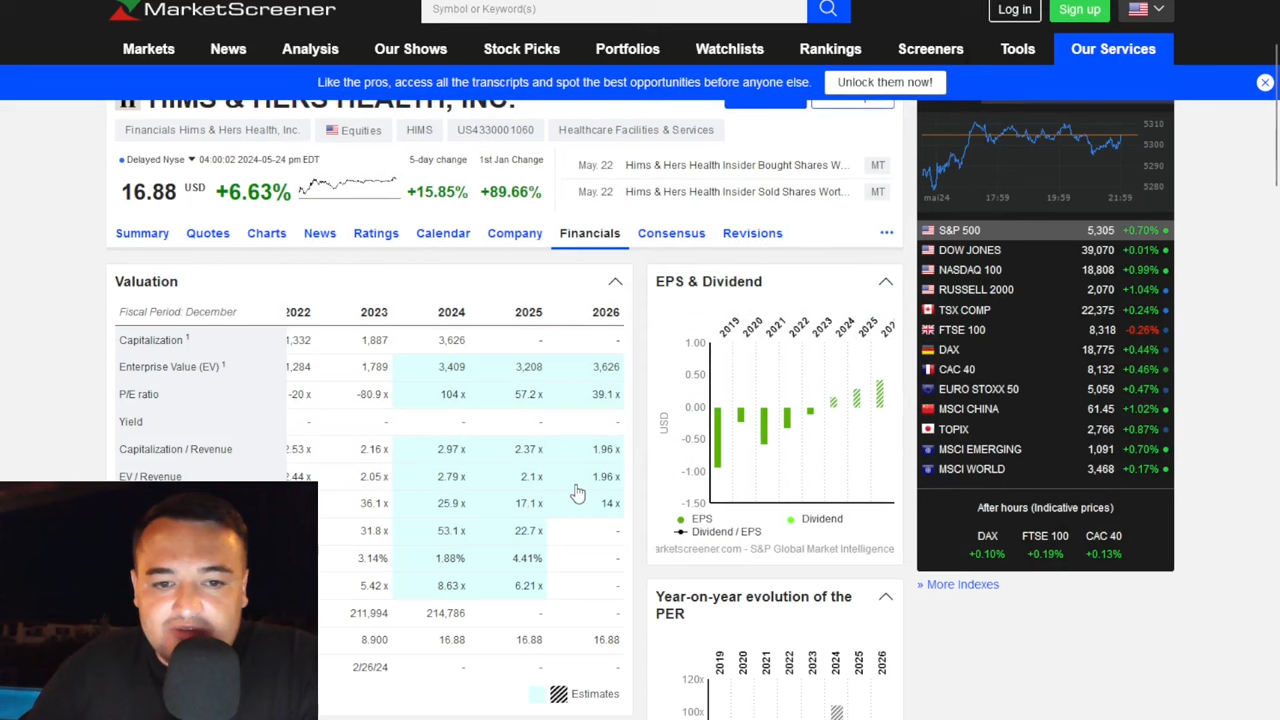 MarketScreener
Symbol or Keyword(s)
Log in
Sign up
Markets News Analysis Our Shows Stock Picks Portfolios Watchlists Rankings Screeners Tools Our Services
Like the pros, access all the transcripts and spot the best opportunities before anyone else. Unlock them now!
HIMS & HERS HEALTH, INC.
Financials Hims & Hers Health, Inc. Equities HIMS US4330001060 Healthcare Facilities & Services
Delayed Nyse 04:00:02 2024-05-24 pm EDT 5-day change 1st Jan Change
16.88 USD +6.63% +15.85% +89.66%
May. 22 Hims & Hers Health Insider Bought Shares W... MT
May. 22 Hims & Hers Health Insider Sold Shares Wort... MT
Summary Quotes Charts News Ratings Calendar Company Financials Consensus Revisions ...
Valuation
Fiscal Period: December 2022 2023 2024 2025 2026
Capitalization 1 1,332 1,887 3,626 - -
Enterprise Value (EV) 1 1,284 1,789 3,409 3,208 3,626
P/E ratio -20 x -80.9 x 104 x 57.2 x 39.1 x
Yield - - - - -
Capitalization / Revenue 2.53 x 2.16 x 2.97 x 2.37 x 1.96 x
EV / Revenue 2.44 x 2.05 x 2.79 x 2.1 x 1.96 x
36.1 x 25.9 x 17.1 x 14 x
31.8 x 53.1 x 22.7 x -
3.14% 1.88% 4.41% -
5.42 x 8.63 x 6.21 x -
211,994 214,786 - -
8.900 16.88 16.88 16.88
2/26/24 - - -
Estimates
EPS & Dividend
2019 2020 2021 2022 2023 2024 2025
1.00
0.50
0.00
-0.50
-1.00
-1.50
USD
EPS Dividend
Dividend / EPS
arketscreener.com - S&P Global Market Intelligence
Year-on-year evolution of the
PER
2019 2020 2021 2022 2023 2024 2025 2026
120x
100x
5310
5300
5290
5280
mai24 17:59 19:59 21:59
S&P 500 5,305 +0.70%
DOW JONES 39,070 +0.01%
NASDAQ 100 18,808 +0.99%
RUSSELL 2000 2,070 +1.04%
TSX COMP 22,375 +0.24%
FTSE 100 8,318 -0.26%
DAX 18,775 +0.44%
CAC 40 8,132 +0.46%
EURO STOXX 50 5,059 +0.47%
MSCI CHINA 61.45 +1.02%
TOPIX 2,766 +0.87%
MSCI EMERGING 1,091 +0.70%
MSCI WORLD 3,468 +0.17%
After hours (Indicative prices)
DAX FTSE 100 CAC 40
+0.10% +0.19% +0.13%
» More Indexes